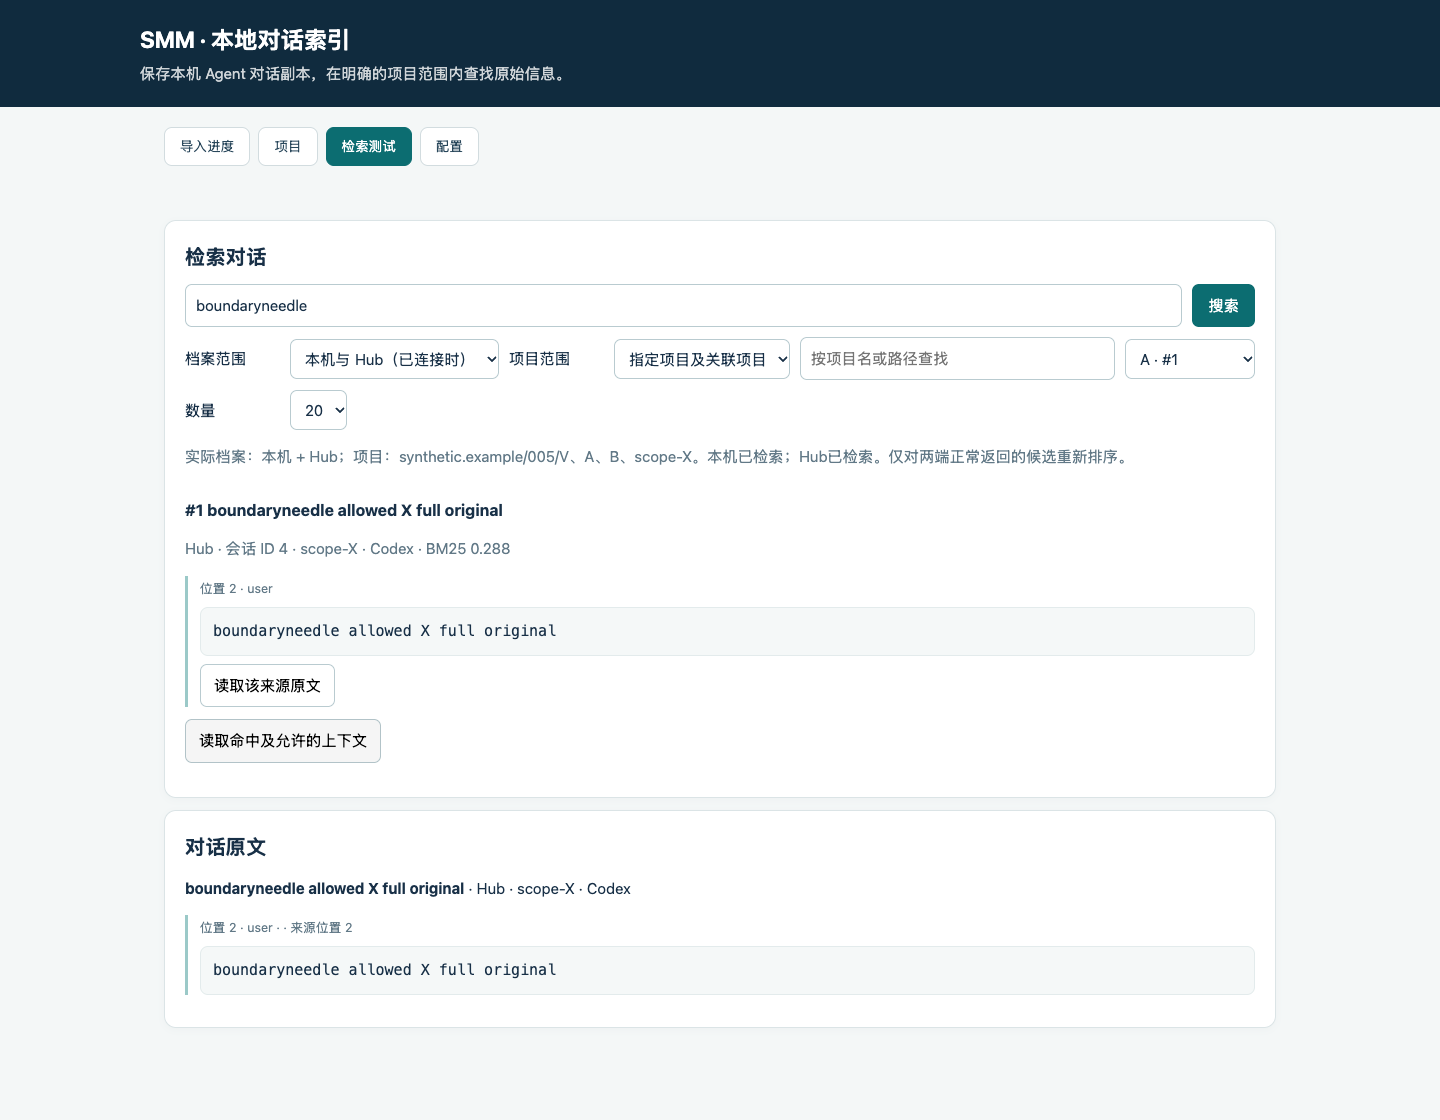 SMM · 本地对话索引
保存本机 Agent 对话副本，在明确的项目范围内查找原始信息。
导入进度 项目 检索测试 配置
检索对话
boundaryneedle 搜索
档案范围 本机与 Hub（已连接时） 项目范围 指定项目及关联项目 按项目名或路径查找 A · #1
数量 20
实际档案：本机 + Hub；项目：synthetic.example/005/V、A、B、scope-X。本机已检索；Hub已检索。仅对两端正常返回的候选重新排序。
#1 boundaryneedle allowed X full original
Hub · 会话 ID 4 · scope-X · Codex · BM25 0.288
位置 2 · user
boundaryneedle allowed X full original
读取该来源原文
读取命中及允许的上下文
对话原文
boundaryneedle allowed X full original · Hub · scope-X · Codex
位置 2 · user · · 来源位置 2
boundaryneedle allowed X full original